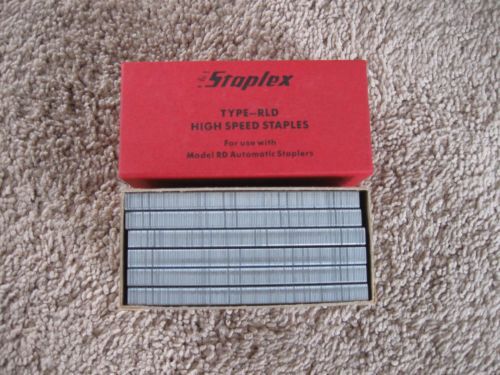 Staplex
TYPE-RLD
HIGH SPEED STAPLES
For use with
Model RD Automatic Staplers